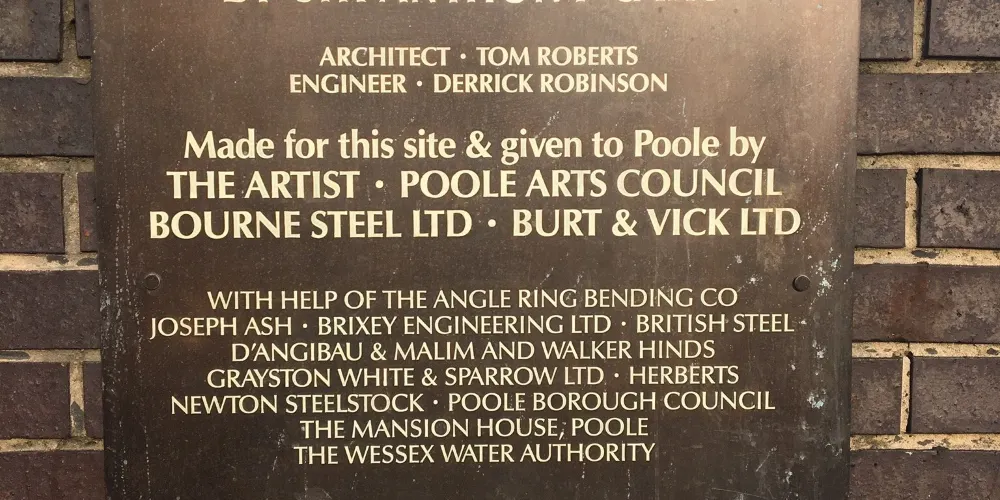 ARCHITECT · TOM ROBERTS
ENGINEER · DERRICK ROBINSON
Made for this site & given to Poole by
THE ARTIST · POOLE ARTS COUNCIL
BOURNE STEEL LTD · BURT & VICK LTD
WITH HELP OF THE ANGLE RING BENDING CO
JOSEPH ASH · BRIXEY ENGINEERING LTD · BRITISH STEEL
D'ANGIBAU & MALIM AND WALKER HINDS
GRAYSTON WHITE & SPARROW LTD · HERBERTS
NEWTON STEELSTOCK · POOLE BOROUGH COUNCIL
THE MANSION HOUSE, POOLE
THE WESSEX WATER AUTHORITY